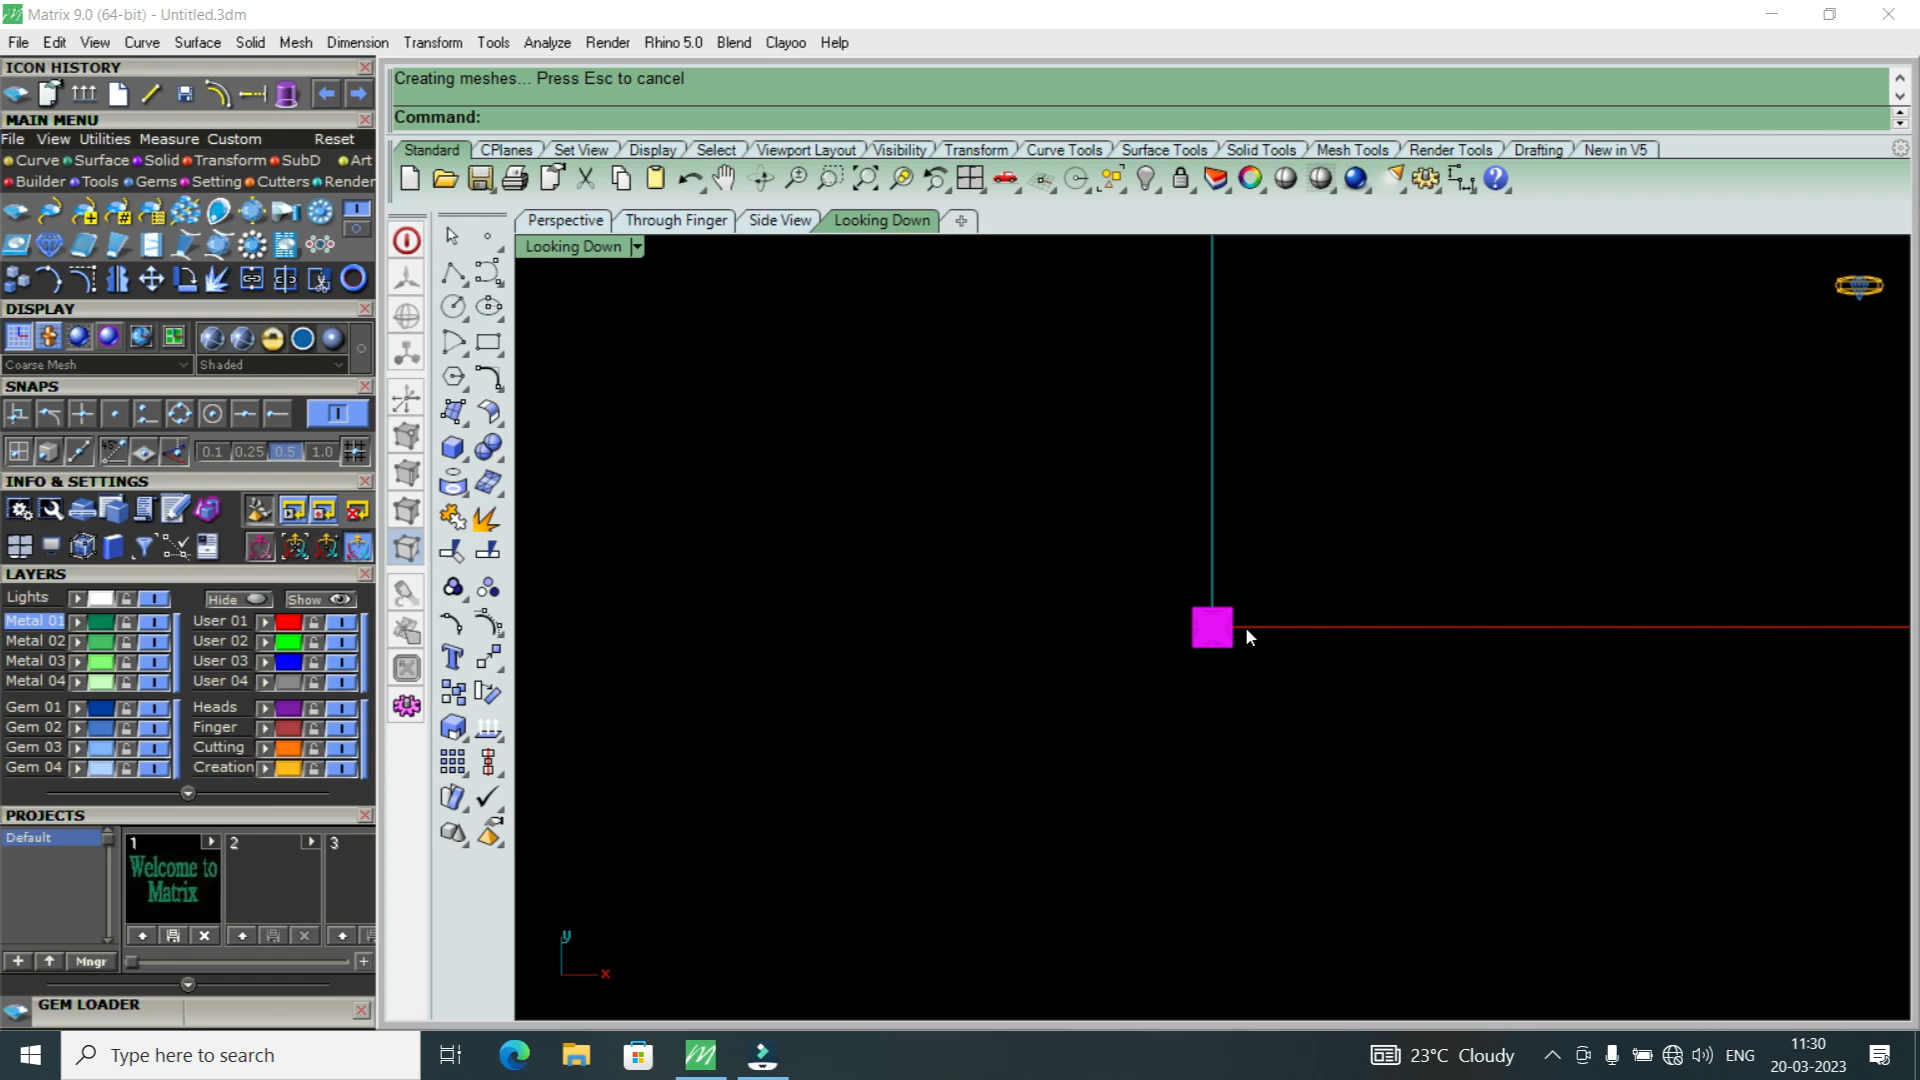 Matrix 9.0 (64-bit) - Untitled.3dm
File Edit View Curve Surface Solid Mesh Dimension Transform Tools Analyze Render Rhino 5.0 Blend Clayoo Help
ICON HISTORY
Creating meshes... Press Esc to cancel
Command:
MAIN MENU
File View Utilities Measure Custom Reset
Curve Surface Solid Transform SubD Art
Builder Tools Gems Setting Cutters Render
Standard CPlanes Set View Display Select Viewport Layout Visibility Transform Curve Tools Surface Tools Solid Tools Mesh Tools Render Tools Drafting New in V5
Perspective Through Finger Side View Looking Down
Looking Down
DISPLAY
Coarse Mesh Shaded
SNAPS
0.1 0.25 0.5 1.0
INFO & SETTINGS
LAYERS
Lights Hide Show
Metal 01 User 01
Metal 02 User 02
Metal 03 User 03
Metal 04 User 04
Gem 01 Heads
Gem 02 Finger
Gem 03 Cutting
Gem 04 Creation
PROJECTS
Default
1 2 3
Welcome to
Matrix
Mngr
GEM LOADER
y
x
Type here to search
23°C Cloudy
ENG
11:30
20-03-2023